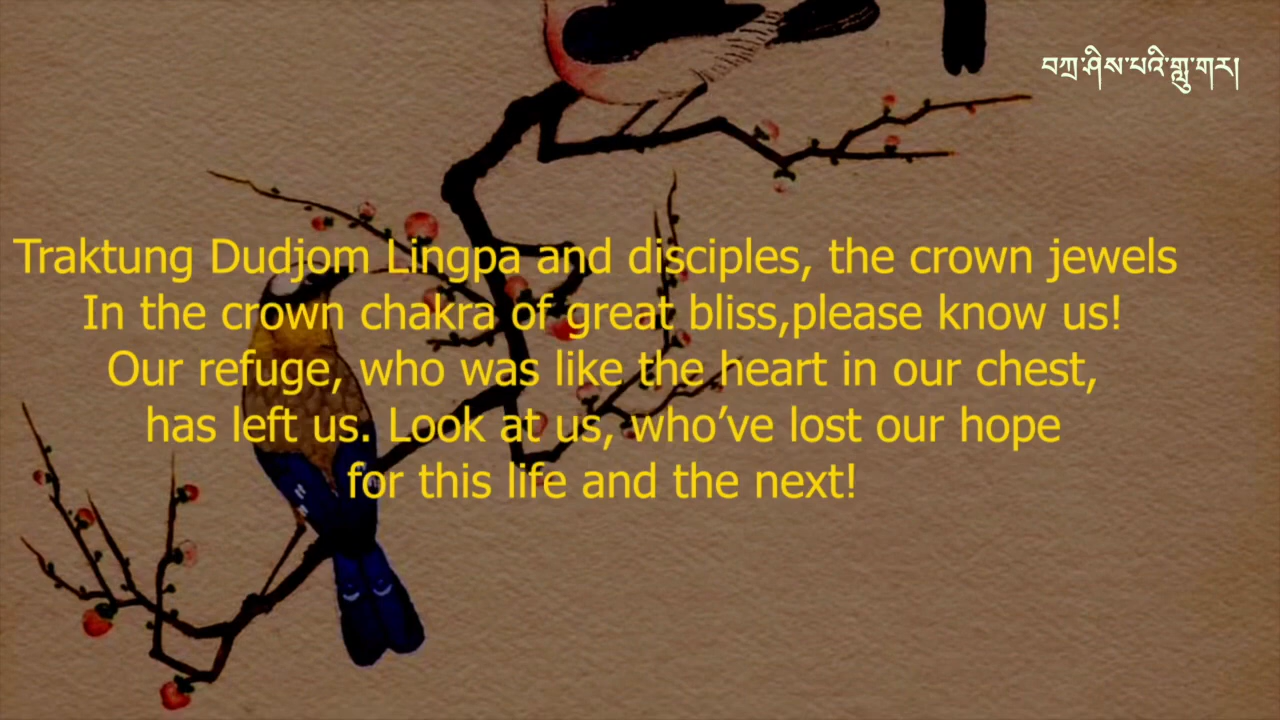 བཀྲ་ཤིས་པའི་གླུ་གར།
Traktung Dudjom Lingpa and disciples, the crown jewels
In the crown chakra of great bliss,please know us!
Our refuge, who was like the heart in our chest,
has left us. Look at us, who’ve lost our hope
for this life and the next!